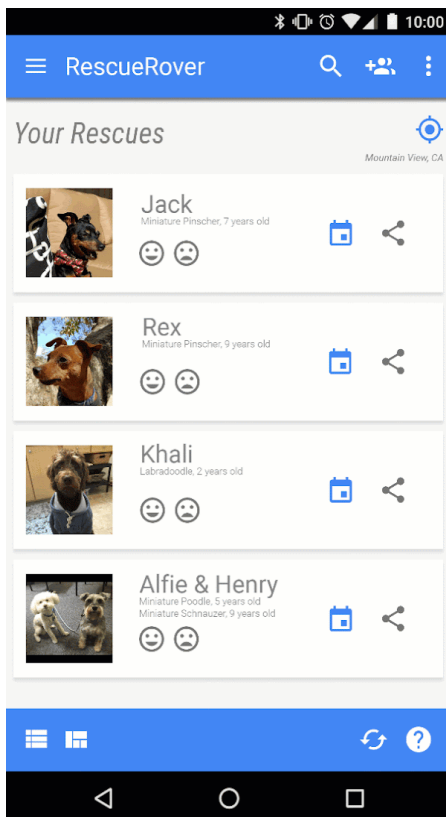 10:00
RescueRover
Your Rescues
Mountain View, CA
Jack
Miniature Pinscher, 7 years old
Rex
Miniature Pinscher, 9 years old
Khali
Labradoodle, 2 years old
Alfie & Henry
Miniature Poodle, 5 years old
Miniature Schnauzer, 9 years old